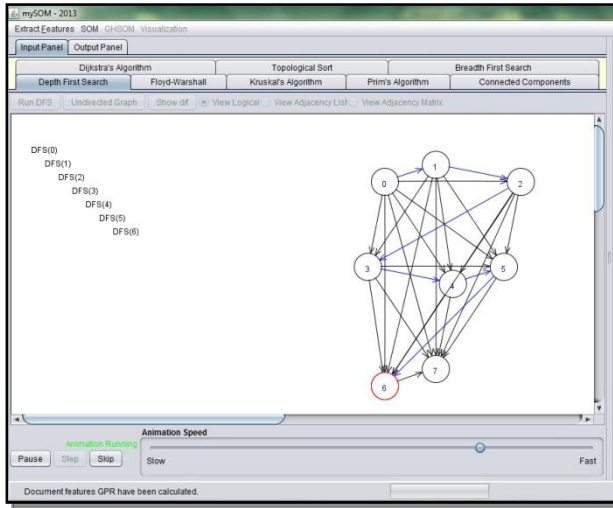 mySOM - 2013
Extract Features SOM GHSOM Visualization
Input Panel Output Panel
Dijkstra's Algorithm Topological Sort Breadth First Search
Depth First Search Floyd-Warshall Kruskal's Algorithm Prim's Algorithm Connected Components
Run DFS Undirected Graph Show df View Logical View Adjacency List View Adjacency Matrix
DFS(0)
DFS(1)
DFS(2)
DFS(3)
DFS(4)
DFS(5)
DFS(6)
1
0 2
3 4 5
7
6
Animation Speed
Animation Running
Pause Step Skip Slow Fast
Document features GPR have been calculated.